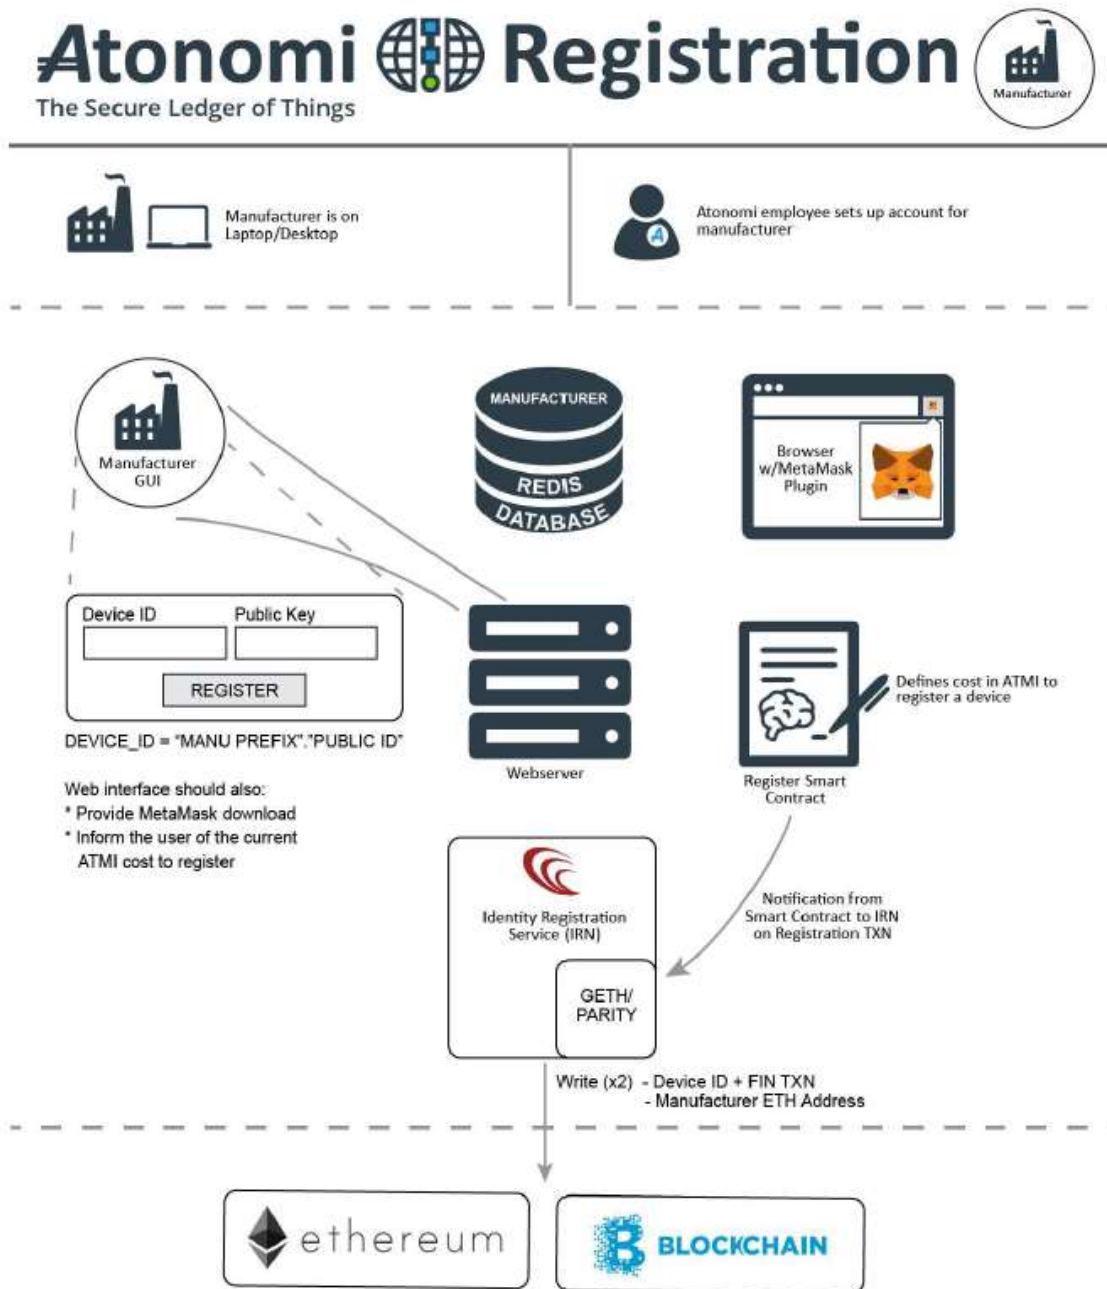 Atonomi Registration
The Secure Ledger of Things
Manufacturer
Manufacturer is on
Laptop/Desktop
Atonomi employee sets up account for
manufacturer
Manufacturer
GUI
MANUFACTURER
REDIS
DATABASE
Browser
w/MetaMask
Plugin
Device ID
Public Key
REGISTER
DEVICE_ID = "MANU PREFIX"."PUBLIC ID"
Web interface should also:
* Provide MetaMask download
* Inform the user of the current
ATMI cost to register
Webserver
Defines cost in ATMI to
register a device
Register Smart
Contract
Identity Registration
Service (IRN)
GETH/
PARITY
Notification from
Smart Contract to IRN
on Registration TXN
Write (x2) - Device ID + FIN TXN
- Manufacturer ETH Address
ethereum
BLOCKCHAIN